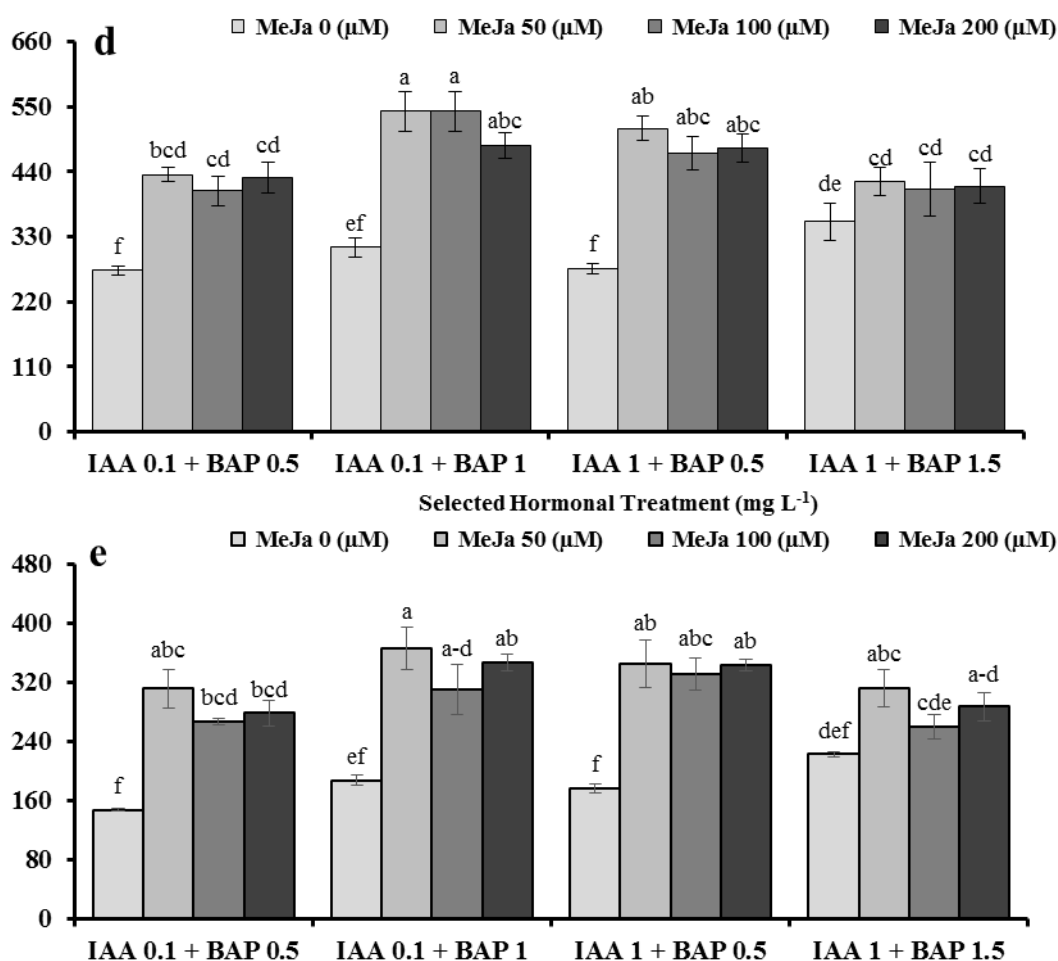 d
MeJa 0 (µM) MeJa 50 (µM) MeJa 100 (µM) MeJa 200 (µM)
660
550
440
330
220
110
0
f bcd cd cd
ef a a abc
f ab abc abc
de cd cd cd
IAA 0.1 + BAP 0.5 IAA 0.1 + BAP 1 IAA 1 + BAP 0.5 IAA 1 + BAP 1.5
Selected Hormonal Treatment (mg L⁻¹)
e
MeJa 0 (µM) MeJa 50 (µM) MeJa 100 (µM) MeJa 200 (µM)
480
400
320
240
160
80
0
f abc bcd bcd
ef a a-d ab
f ab abc ab
def abc cde a-d
IAA 0.1 + BAP 0.5 IAA 0.1 + BAP 1 IAA 1 + BAP 0.5 IAA 1 + BAP 1.5